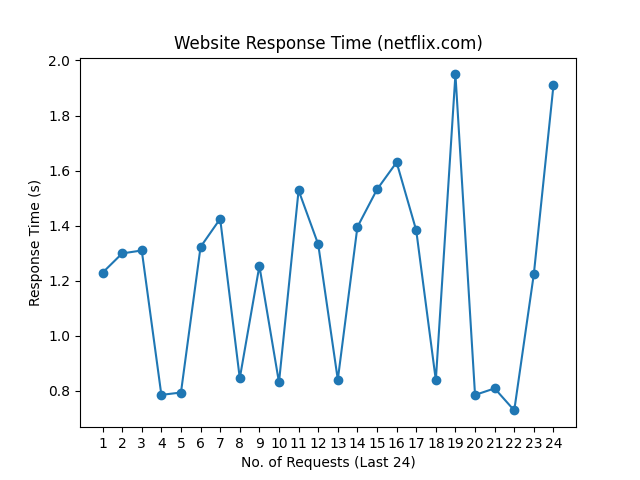 Website Response Time (netflix.com)
Response Time (s)
2.0
1.8
1.6
1.4
1.2
1.0
0.8
1 2 3 4 5 6 7 8 9 10 11 12 13 14 15 16 17 18 19 20 21 22 23 24
No. of Requests (Last 24)